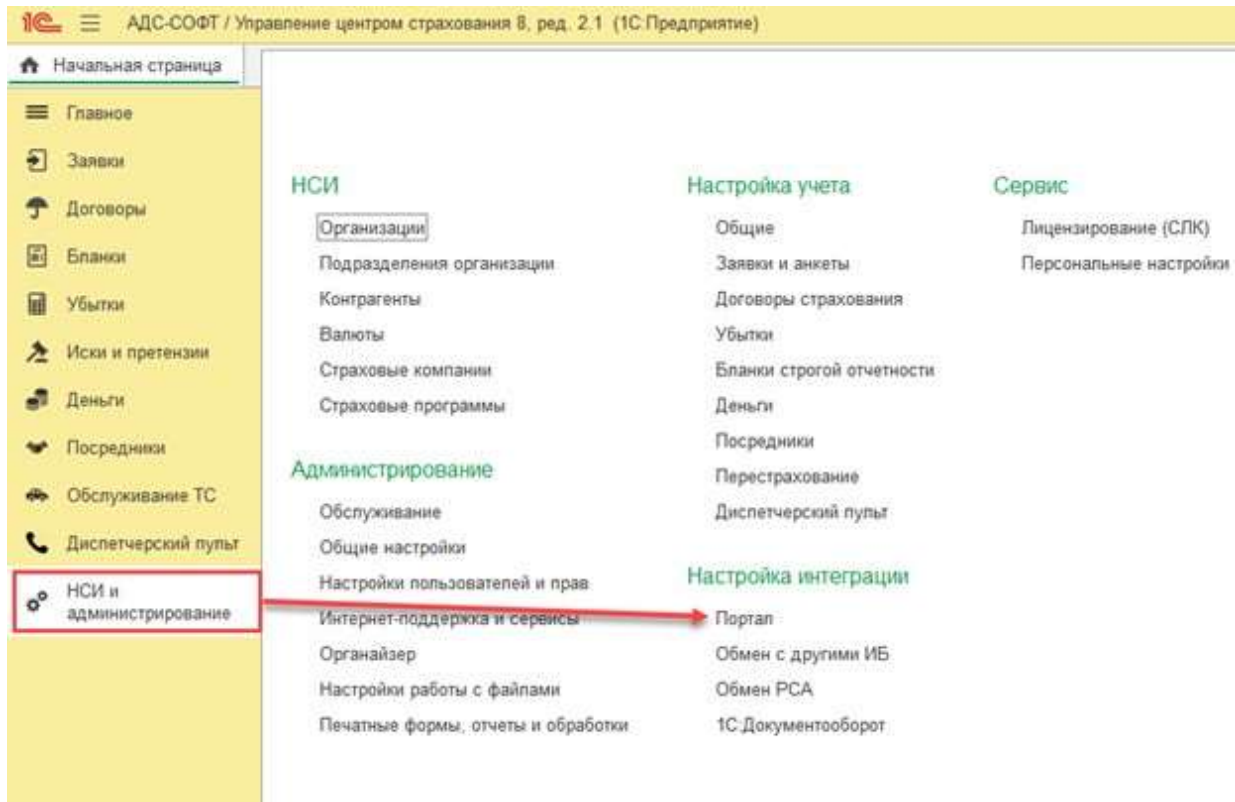 1С АДС-СОФТ / Управление центром страхования 8, ред. 2.1 (1С:Предприятие)
Начальная страница
Главное
Заявки
Договоры
Бланки
Убытки
Иски и претензии
Деньги
Посредники
Обслуживание ТС
Диспетчерский пульт
НСИ и
администрирование
НСИ
Организации
Подразделения организации
Контрагенты
Валюты
Страховые компании
Страховые программы
Администрирование
Обслуживание
Общие настройки
Настройки пользователей и прав
Интернет-поддержка и сервисы
Органайзер
Настройки работы с файлами
Печатные формы, отчеты и обработки
Настройка учета
Общие
Заявки и анкеты
Договоры страхования
Убытки
Бланки строгой отчетности
Деньги
Посредники
Перестрахование
Диспетчерский пульт
Настройка интеграции
Портал
Обмен с другими ИБ
Обмен РСА
1С:Документооборот
Сервис
Лицензирование (СЛК)
Персональные настройки